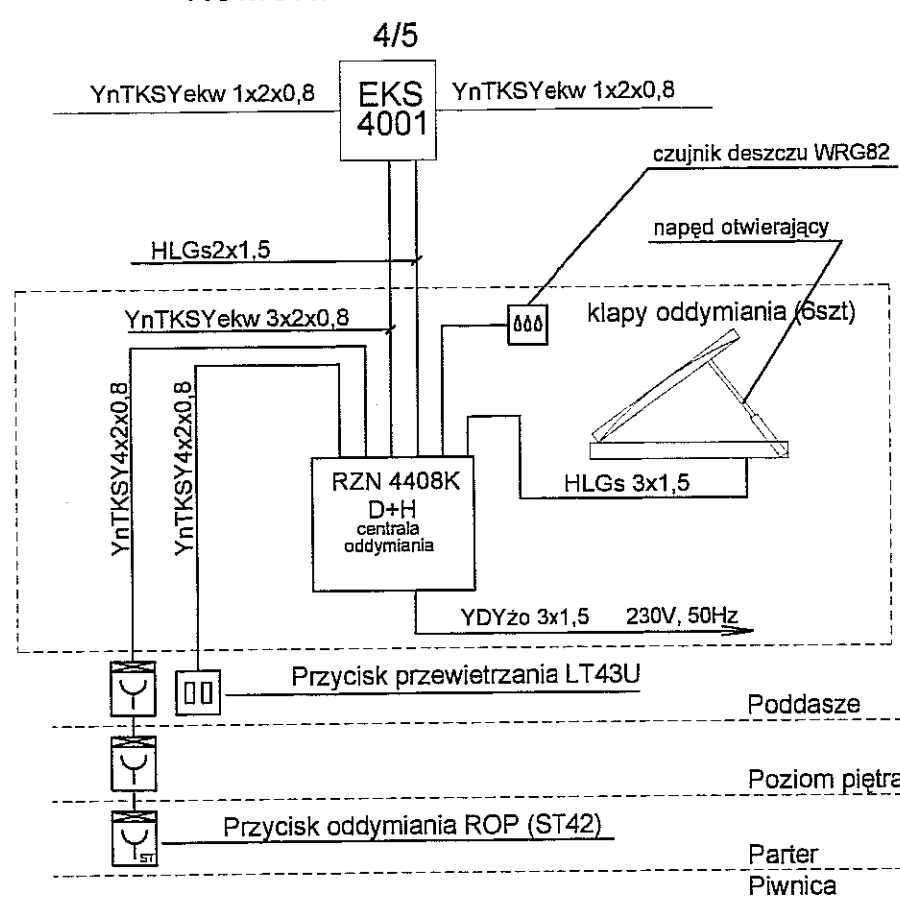 4/5
YnTKSYekw 1x2x0,8
EKS
4001
YnTKSYekw 1x2x0,8
czujnik deszczu WRG82
napęd otwierający
HLGs2x1,5
klapy oddymiania (6szt)
YnTKSYekw 3x2x0,8
YnTKSY4x2x0,8
YnTKSY4x2x0,8
RZN 4408K
D+H
centrala
oddymiania
HLGs 3x1,5
YDYżo 3x1,5 230V, 50Hz
Przycisk przewietrzania LT43U
Poddasze
Poziom piętra
Przycisk oddymiania ROP (ST42)
ST
Parter
Piwnica